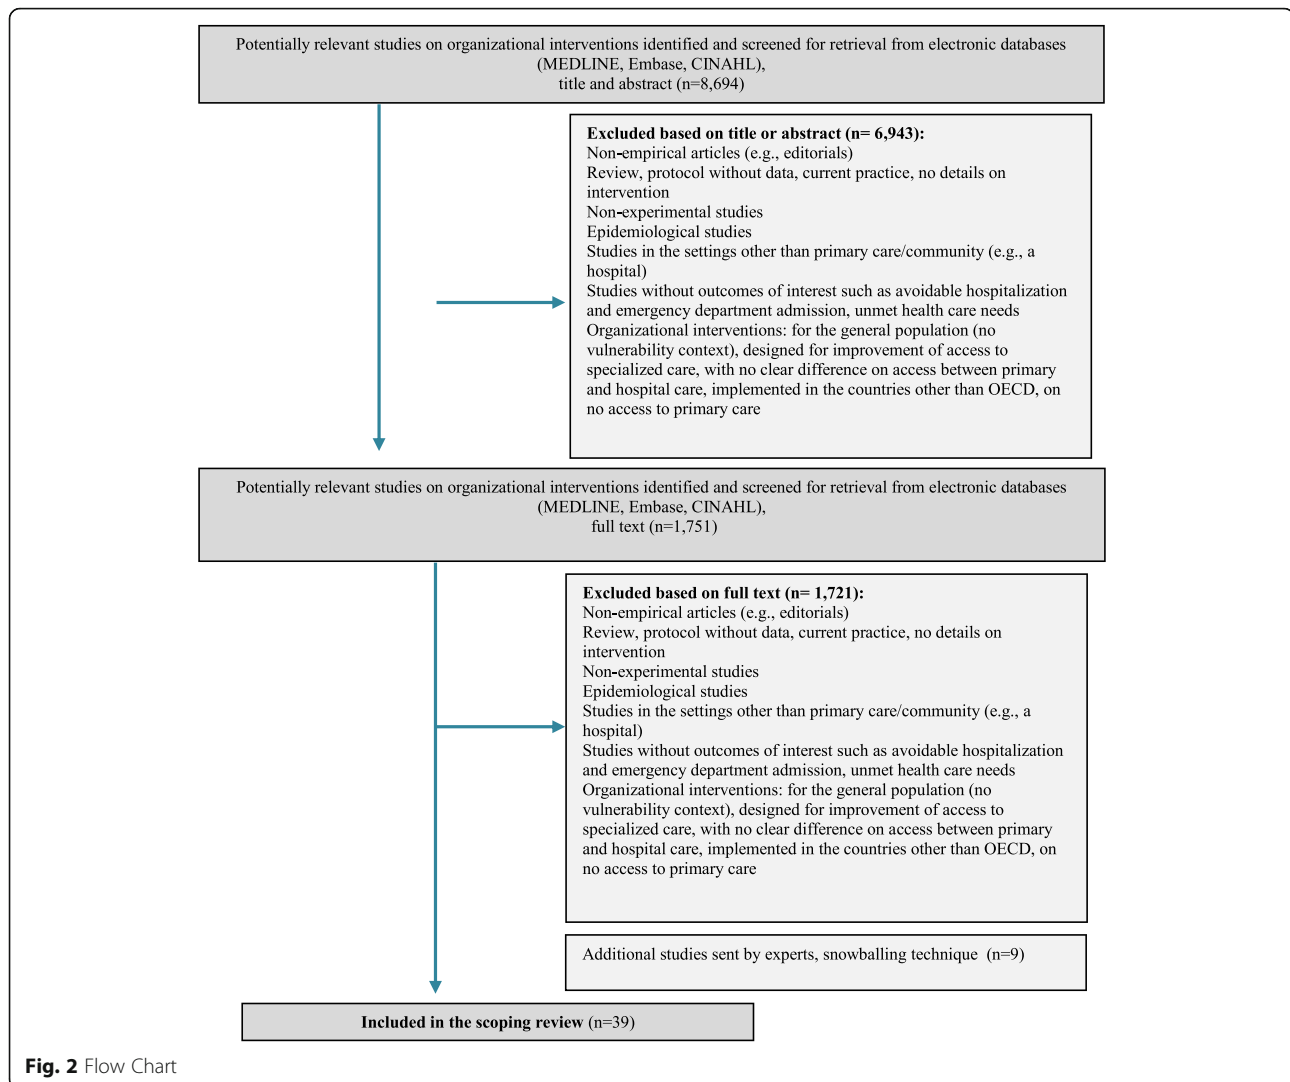 Potentially relevant studies on organizational interventions identified and screened for retrieval from electronic databases
(MEDLINE, Embase, CINAHL),
title and abstract (n=8,694)
Excluded based on title or abstract (n= 6,943):
Non-empirical articles (e.g., editorials)
Review, protocol without data, current practice, no details on
intervention
Non-experimental studies
Epidemiological studies
Studies in the settings other than primary care/community (e.g., a
hospital)
Studies without outcomes of interest such as avoidable hospitalization
and emergency department admission, unmet health care needs
Organizational interventions: for the general population (no
vulnerability context), designed for improvement of access to
specialized care, with no clear difference on access between primary
and hospital care, implemented in the countries other than OECD, on
no access to primary care
Potentially relevant studies on organizational interventions identified and screened for retrieval from electronic databases
(MEDLINE, Embase, CINAHL),
full text (n=1,751)
Excluded based on full text (n= 1,721):
Non-empirical articles (e.g., editorials)
Review, protocol without data, current practice, no details on
intervention
Non-experimental studies
Epidemiological studies
Studies in the settings other than primary care/community (e.g., a
hospital)
Studies without outcomes of interest such as avoidable hospitalization
and emergency department admission, unmet health care needs
Organizational interventions: for the general population (no
vulnerability context), designed for improvement of access to
specialized care, with no clear difference on access between primary
and hospital care, implemented in the countries other than OECD, on
no access to primary care
Additional studies sent by experts, snowballing technique (n=9)
Included in the scoping review (n=39)
Fig. 2 Flow Chart